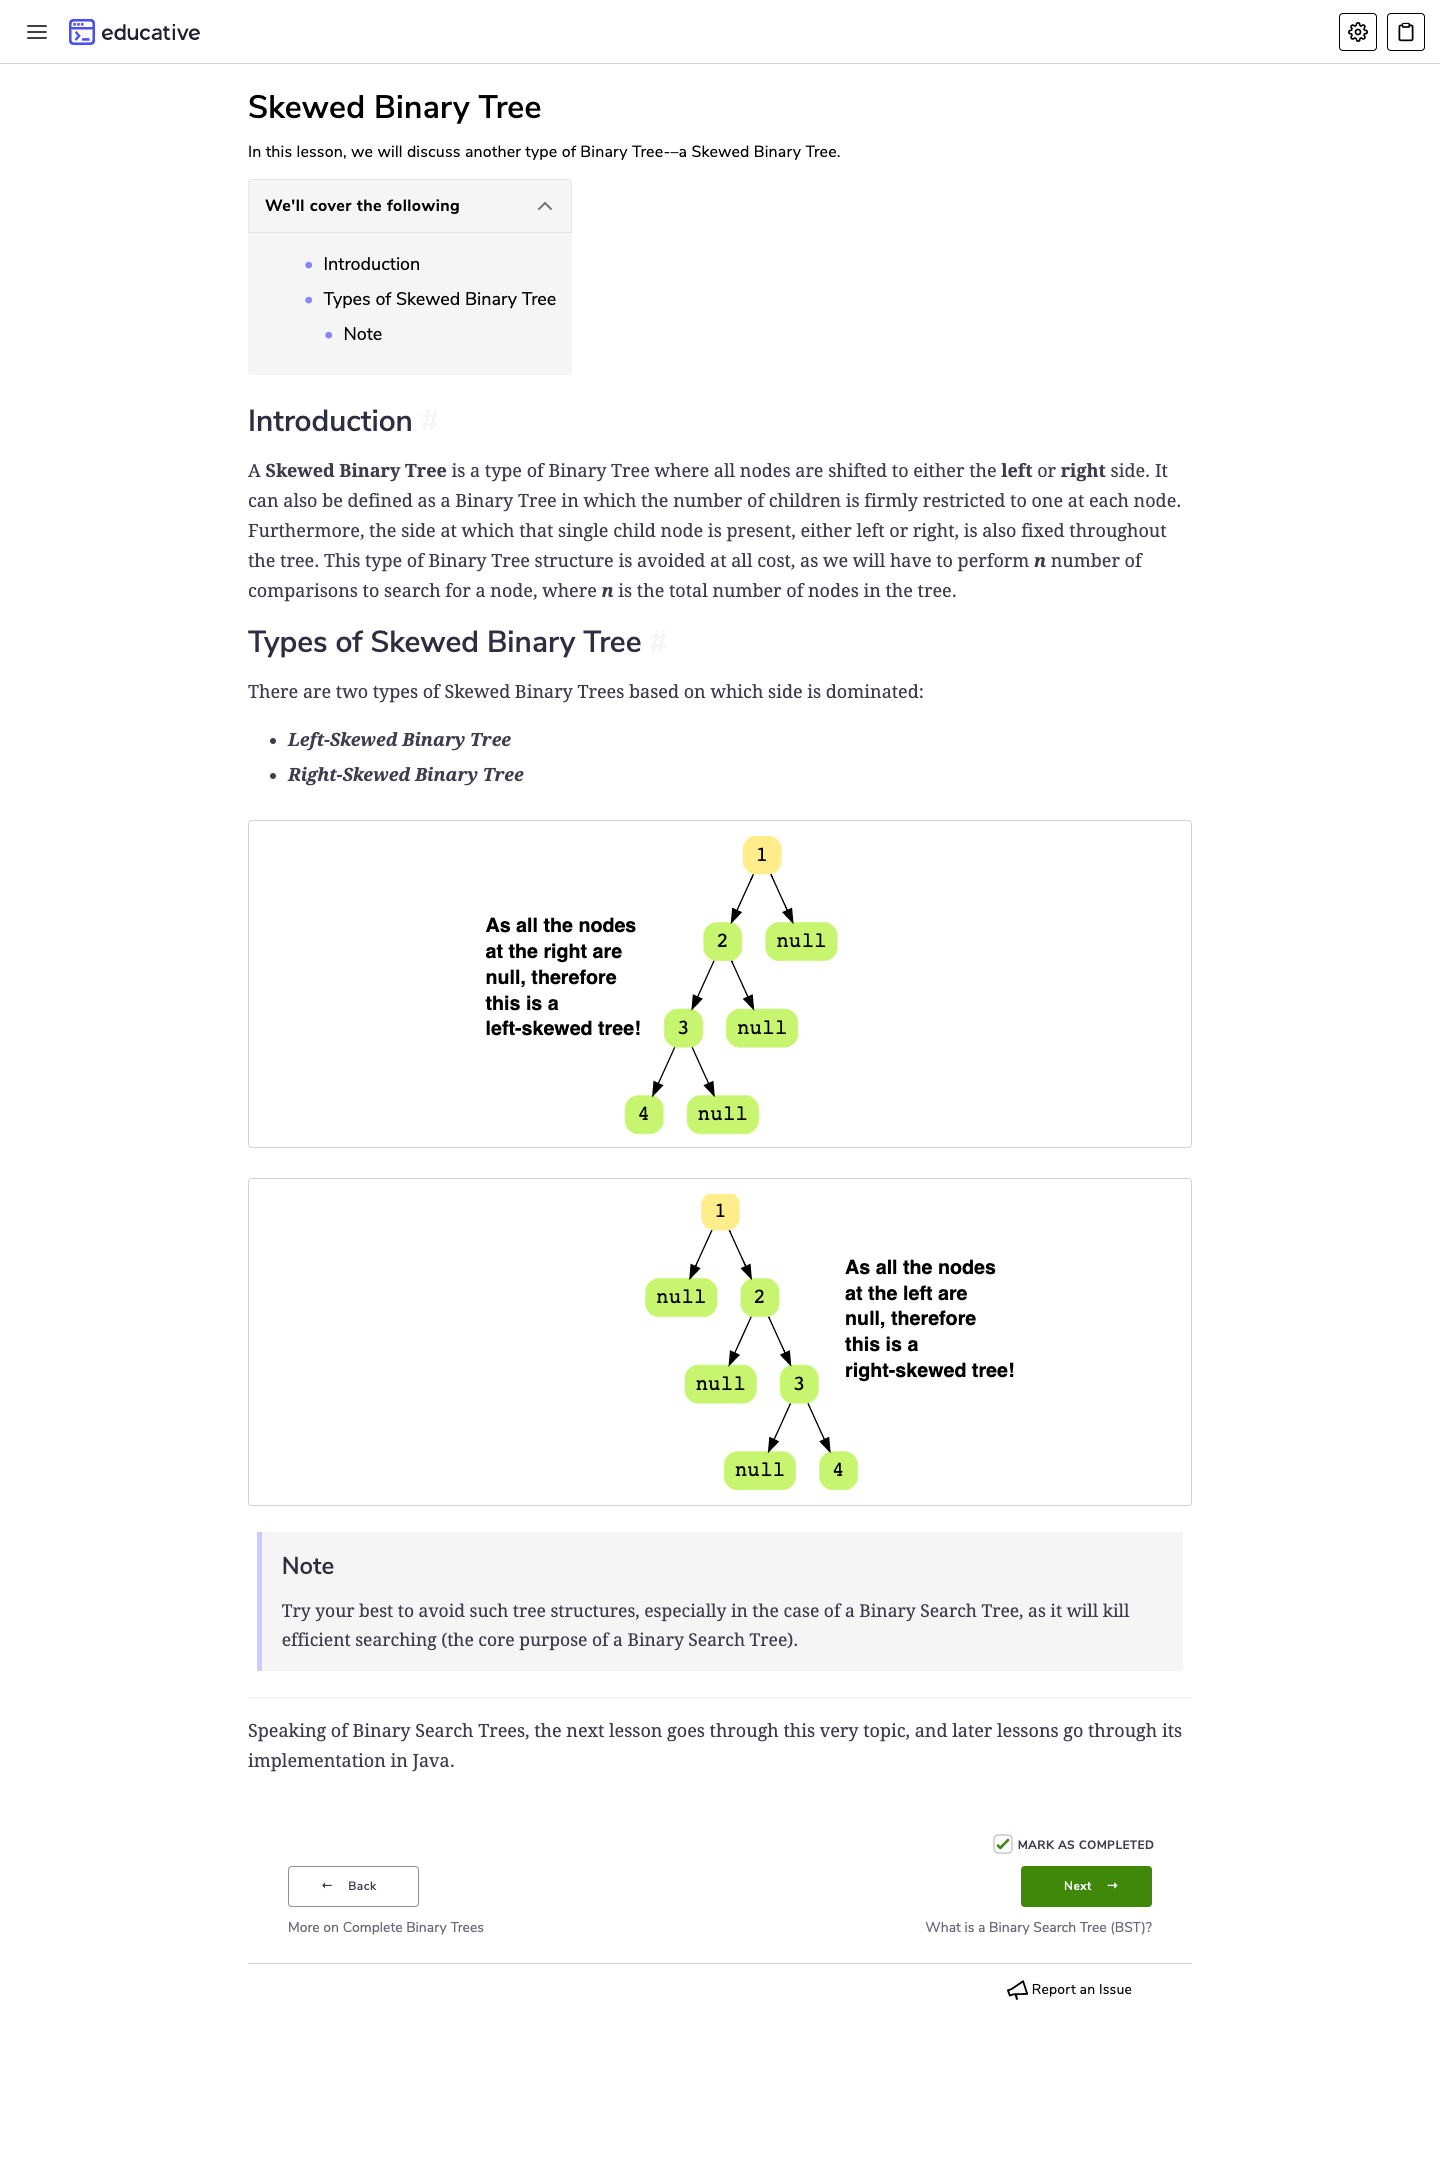 educative
Skewed Binary Tree
In this lesson, we will discuss another type of Binary Tree-–a Skewed Binary Tree.
We'll cover the following
Introduction
Types of Skewed Binary Tree
Note
Introduction #
A Skewed Binary Tree is a type of Binary Tree where all nodes are shifted to either the left or right side. It
can also be defined as a Binary Tree in which the number of children is firmly restricted to one at each node.
Furthermore, the side at which that single child node is present, either left or right, is also fixed throughout
the tree. This type of Binary Tree structure is avoided at all cost, as we will have to perform n number of
comparisons to search for a node, where n is the total number of nodes in the tree.
Types of Skewed Binary Tree #
There are two types of Skewed Binary Trees based on which side is dominated:
• Left-Skewed Binary Tree
• Right-Skewed Binary Tree
1
As all the nodes
at the right are
null, therefore
this is a
left-skewed tree!
2 null
3 null
4 null
1
null 2
As all the nodes
at the left are
null, therefore
this is a
right-skewed tree!
null 3
null 4
Note
Try your best to avoid such tree structures, especially in the case of a Binary Search Tree, as it will kill
efficient searching (the core purpose of a Binary Search Tree).
Speaking of Binary Search Trees, the next lesson goes through this very topic, and later lessons go through its
implementation in Java.
MARK AS COMPLETED
← Back
Next →
More on Complete Binary Trees
What is a Binary Search Tree (BST)?
Report an Issue